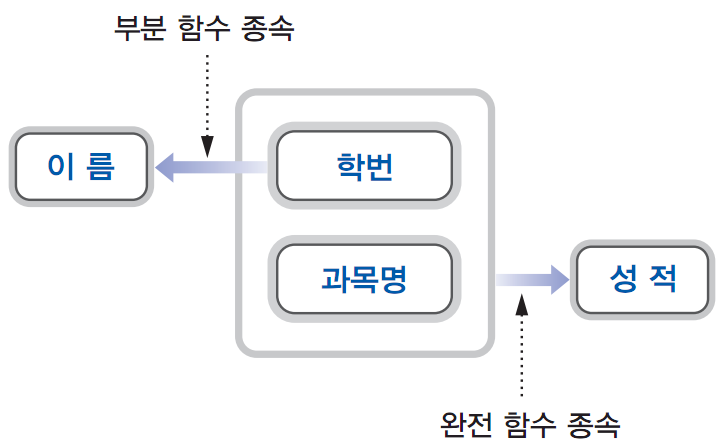 부분 함수 종속
이 름
학번
과목명
성 적
완전 함수 종속